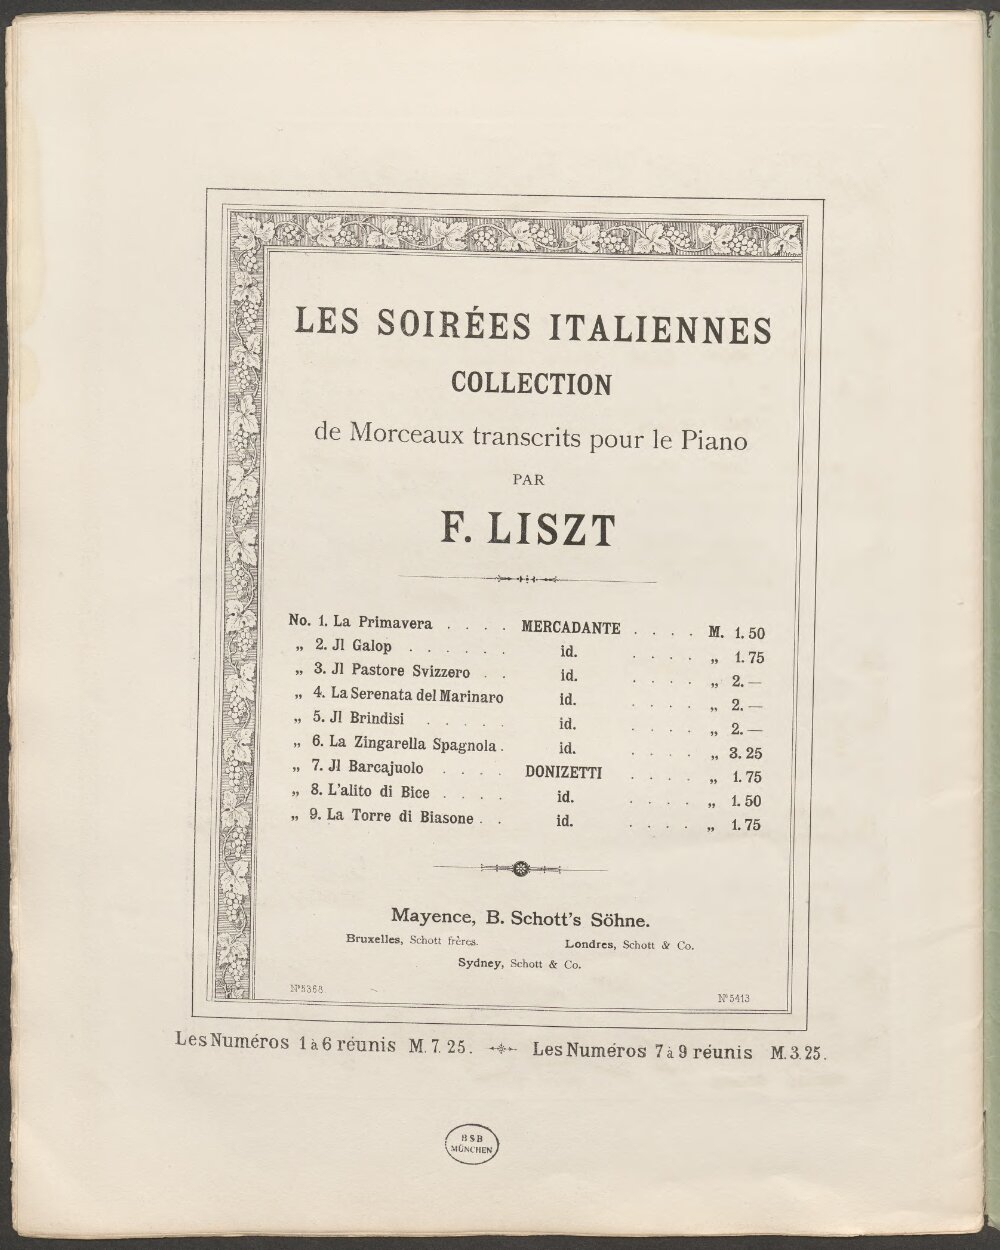 LES SOIRÉES ITALIENNES
COLLECTION
de Morceaux transcrits pour le Piano
PAR
F. LISZT
No. 1. La Primavera . . . . MERCADANTE . . . . M. 1. 50
„ 2. Jl Galop . . . . . . id. . . . . „ 1. 75
„ 3. Jl Pastore Svizzero . . id. . . . . „ 2. —
„ 4. La Serenata del Marinaro id. . . . . „ 2. —
„ 5. Jl Brindisi . . . . . id. . . . . „ 2. —
„ 6. La Zingarella Spagnola . id. . . . . „ 3. 25
„ 7. Jl Barcajuolo . . . . DONIZETTI . . . . „ 1. 75
„ 8. L'alito di Bice . . . . id. . . . . „ 1. 50
„ 9. La Torre di Biasone . . id. . . . . „ 1. 75
Mayence, B. Schott's Söhne.
Bruxelles, Schott frères. Londres, Schott & Co.
Sydney, Schott & Co.
Nº 5368. Nº 5413
Les Numéros 1 à 6 réunis M. 7. 25. Les Numéros 7 à 9 réunis M. 3. 25.
BSB
MÜNCHEN